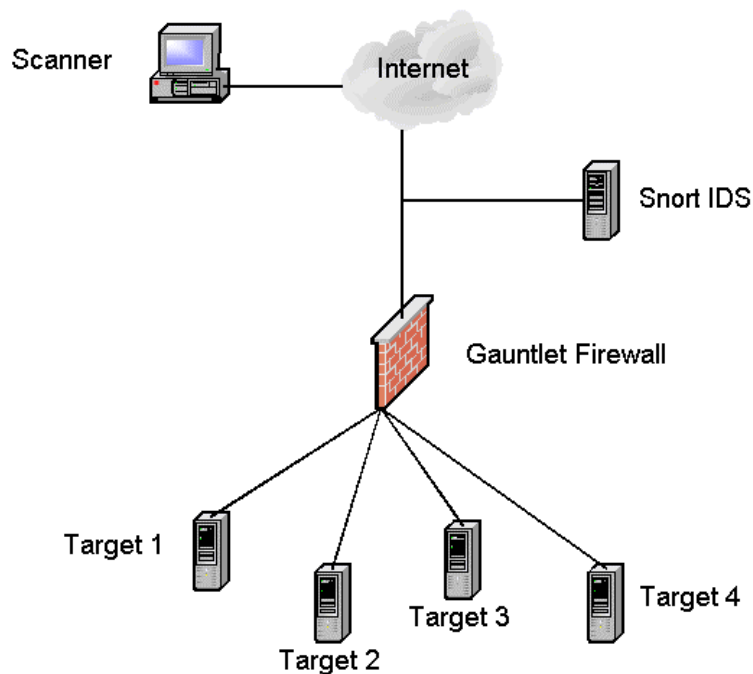 Scanner
Internet
Snort IDS
Gauntlet Firewall
Target 1
Target 2
Target 3
Target 4